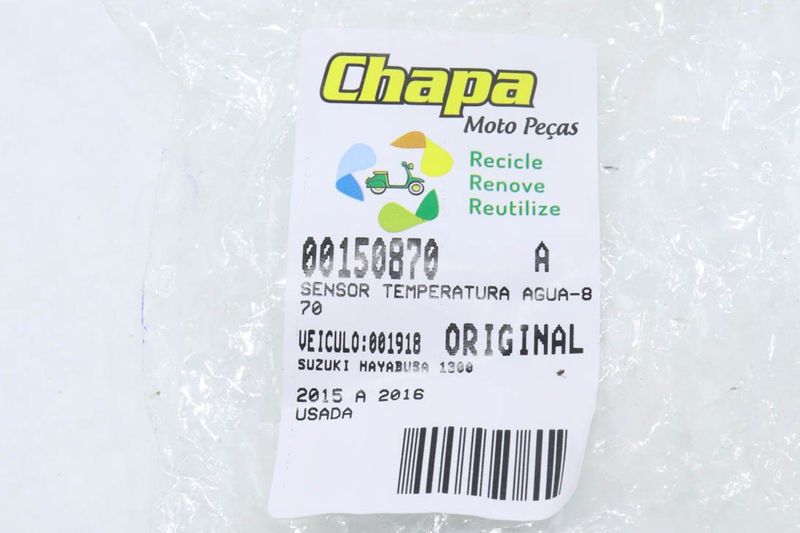 Chapa
Moto Peças
Recicle
Renove
Reutilize
00150870 A
SENSOR TEMPERATURA AGUA-8
70
VEICULO:001918 ORIGINAL
SUZUKI HAYABUSA 1300
2015 A 2016
USADA